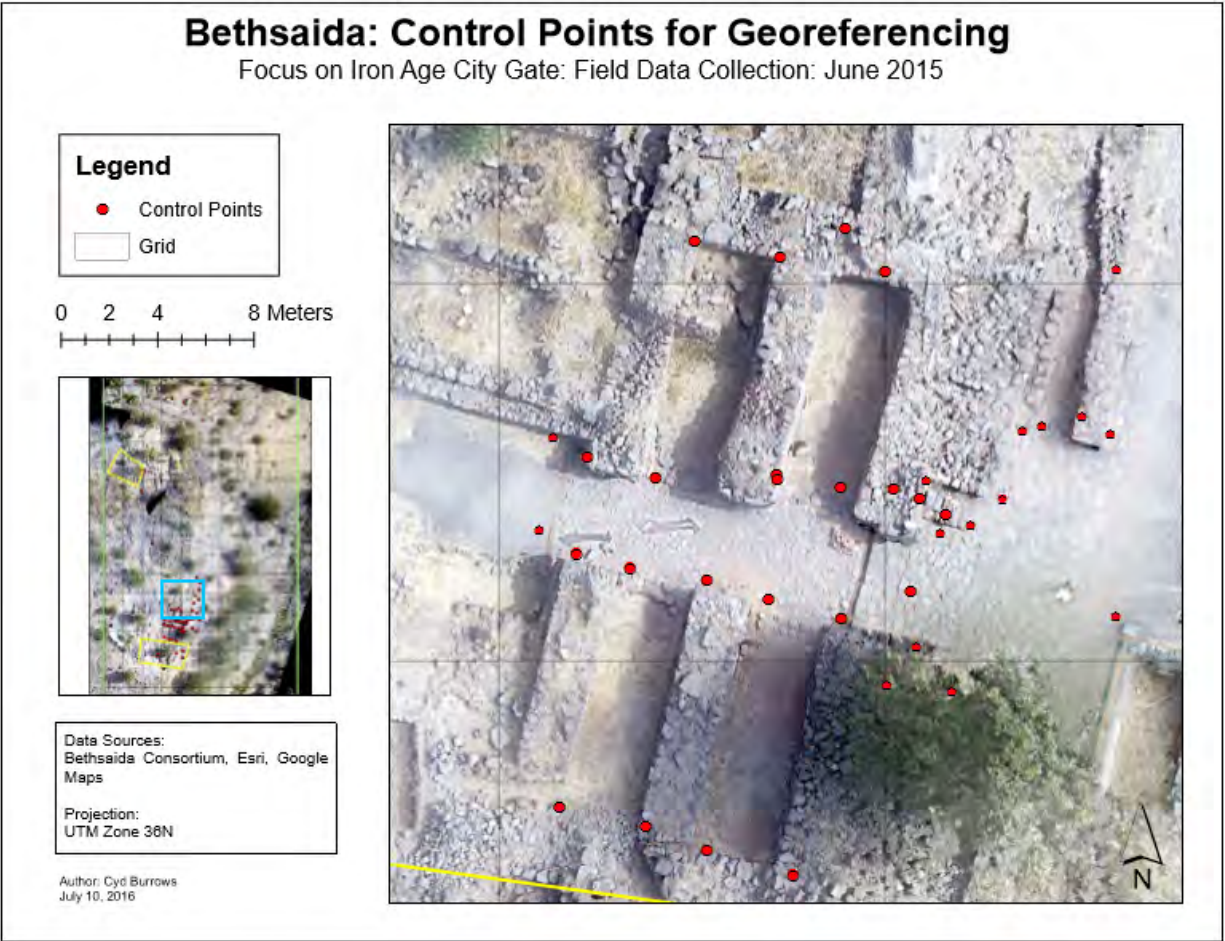 Bethsaida: Control Points for Georeferencing
Focus on Iron Age City Gate: Field Data Collection: June 2015
Legend
Control Points
Grid
0 2 4 8 Meters
Data Sources:
Bethsaida Consortium, Esri, Google
Maps
Projection:
UTM Zone 36N
Author: Cyd Burrows
July 10, 2016
N